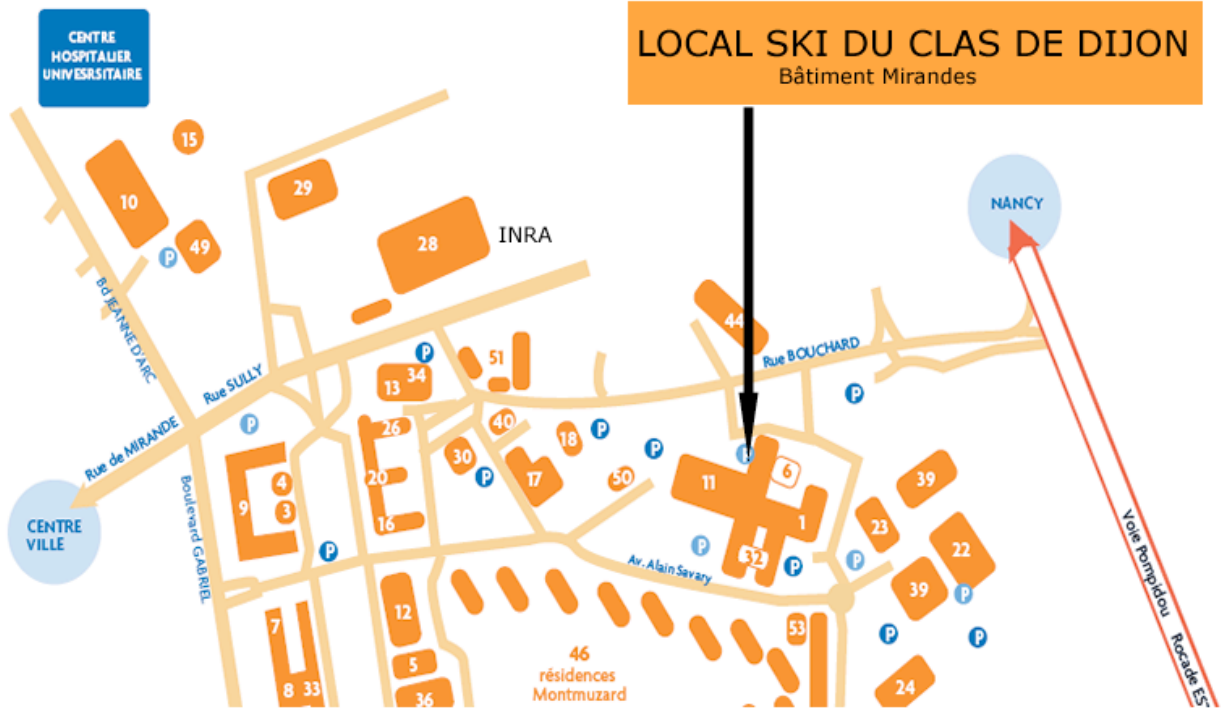 CENTRE
HOSPITALIER
UNIVESRSITAIRE
LOCAL SKI DU CLAS DE DIJON
Bâtiment Mirandes
15
10
29
NANCY
49
P
28
INRA
Bd JEANNE D'ARC
44
Rue BOUCHARD
Rue SULLY
P
51
13
34
P
Rue de MIRANDE
P
26
40
18
P
P
30
P
20
17
50
11
6
39
9
4
3
16
1
23
CENTRE
VILLE
Boulevard GABRIEL
P
P
32
P
P
22
Av. Alain Savary
39
P
Voie Pompidou
Rocade EST
12
7
53
P
P
5
46
résidences
Montmuzard
8
33
36
24